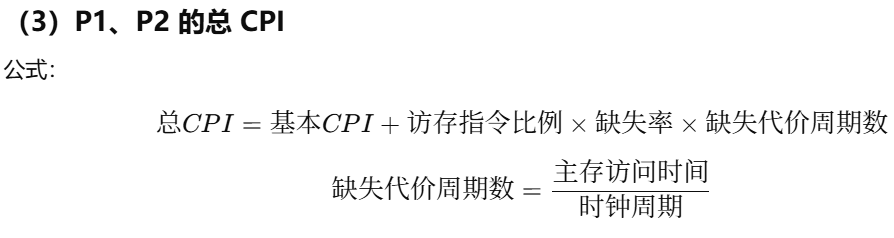 （3）P1、P2 的总 CPI
公式：
总CPI = 基本CPI + 访存指令比例 × 缺失率 × 缺失代价周期数
缺失代价周期数 = 主存访问时间 / 时钟周期